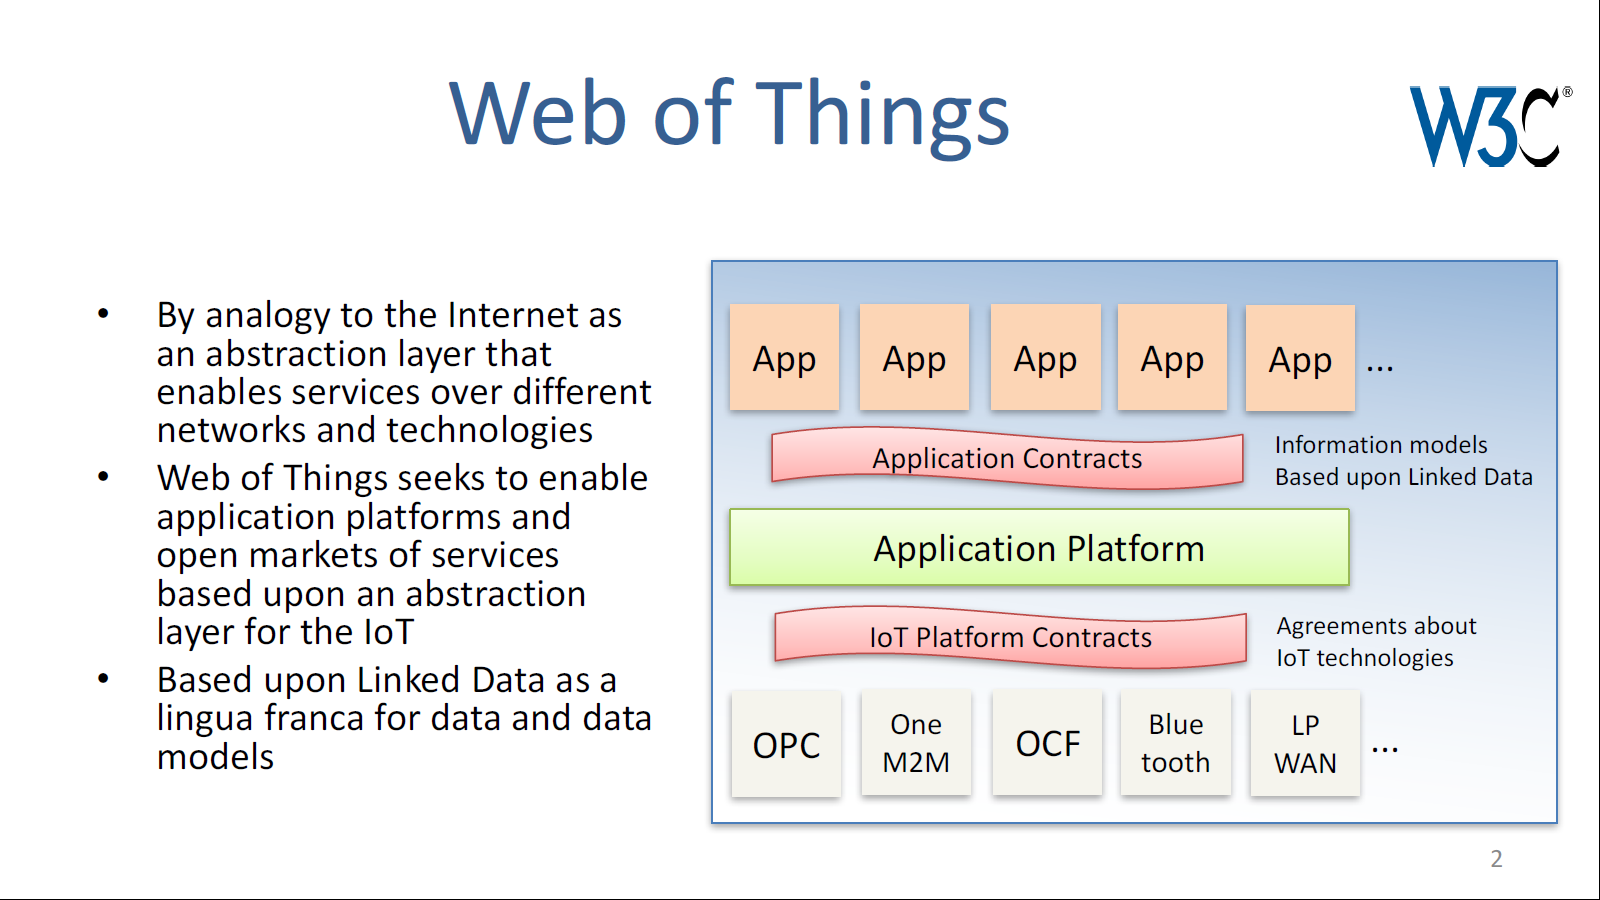 Web of Things
W3C®
• By analogy to the Internet as
an abstraction layer that
enables services over different
networks and technologies
• Web of Things seeks to enable
application platforms and
open markets of services
based upon an abstraction
layer for the IoT
• Based upon Linked Data as a
lingua franca for data and data
models
App App App App App ...
Application Contracts
Information models
Based upon Linked Data
Application Platform
IoT Platform Contracts
Agreements about
IoT technologies
OPC
One
M2M
OCF
Blue
tooth
LP
WAN
...
2